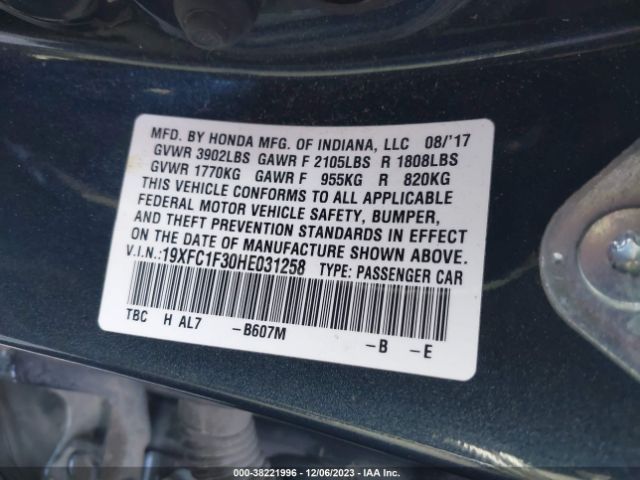 MFD. BY HONDA MFG. OF INDIANA, LLC 08/'17
GVWR 3902LBS GAWR F 2105LBS R 1808LBS
GVWR 1770KG GAWR F 955KG R 820KG
THIS VEHICLE CONFORMS TO ALL APPLICABLE
FEDERAL MOTOR VEHICLE SAFETY, BUMPER,
AND THEFT PREVENTION STANDARDS IN EFFECT
ON THE DATE OF MANUFACTURE SHOWN ABOVE.
V.I.N.:19XFC1F30HE031258 TYPE: PASSENGER CAR
TBC H AL7 -B607M -B -E
000-38221996 - 12/06/2023 - IAA Inc.